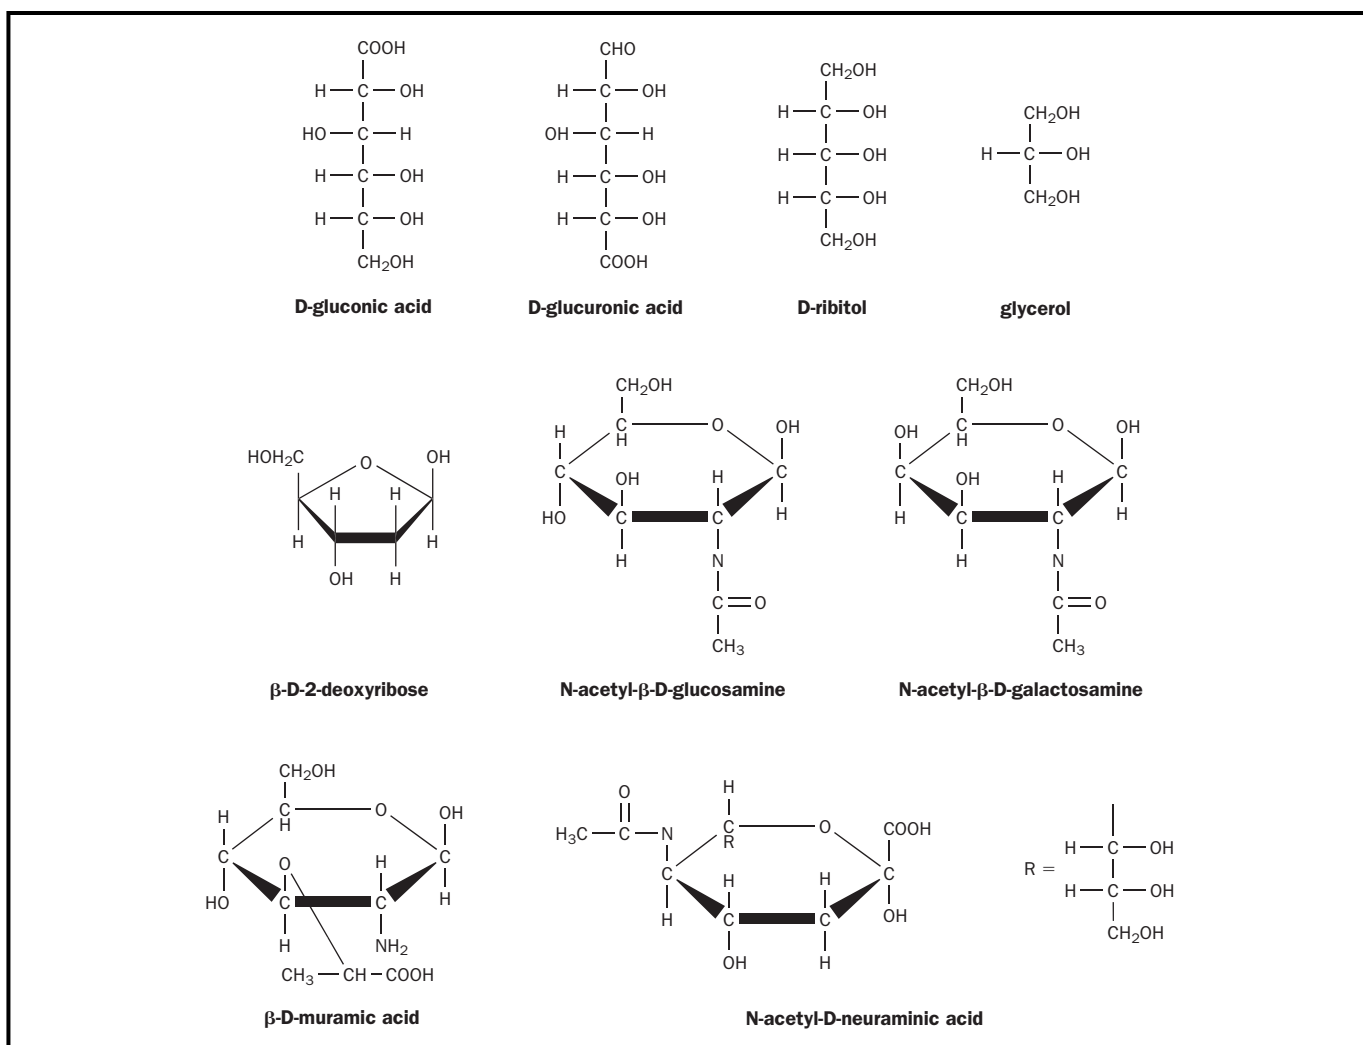 COOH CHO
CH2OH
H C OH H C OH
H C OH CH2OH
HO C H OH C H
H C OH H C OH
H C OH H C OH
CH2OH
H C OH
H C OH H C OH
CH2OH
CH2OH COOH
D-gluconic acid D-glucuronic acid D-ribitol glycerol
CH2OH CH2OH
C O OH C O OH
H H OH H
HOH2C O OH
H H
C OH H C C OH H C
HO C C H H C C H
H H
OH H
H N H N
C O C O
CH3 CH3
β-D-2-deoxyribose N-acetyl-β-D-glucosamine N-acetyl-β-D-galactosamine
CH2OH
O H
H C O OH
H
H3C C N C O COOH
R
H C OH
C O H C
C H H C
R = H C OH
HO C C H
H C C OH
CH2OH
H NH2
OH H
CH3 CH COOH
β-D-muramic acid N-acetyl-D-neuraminic acid